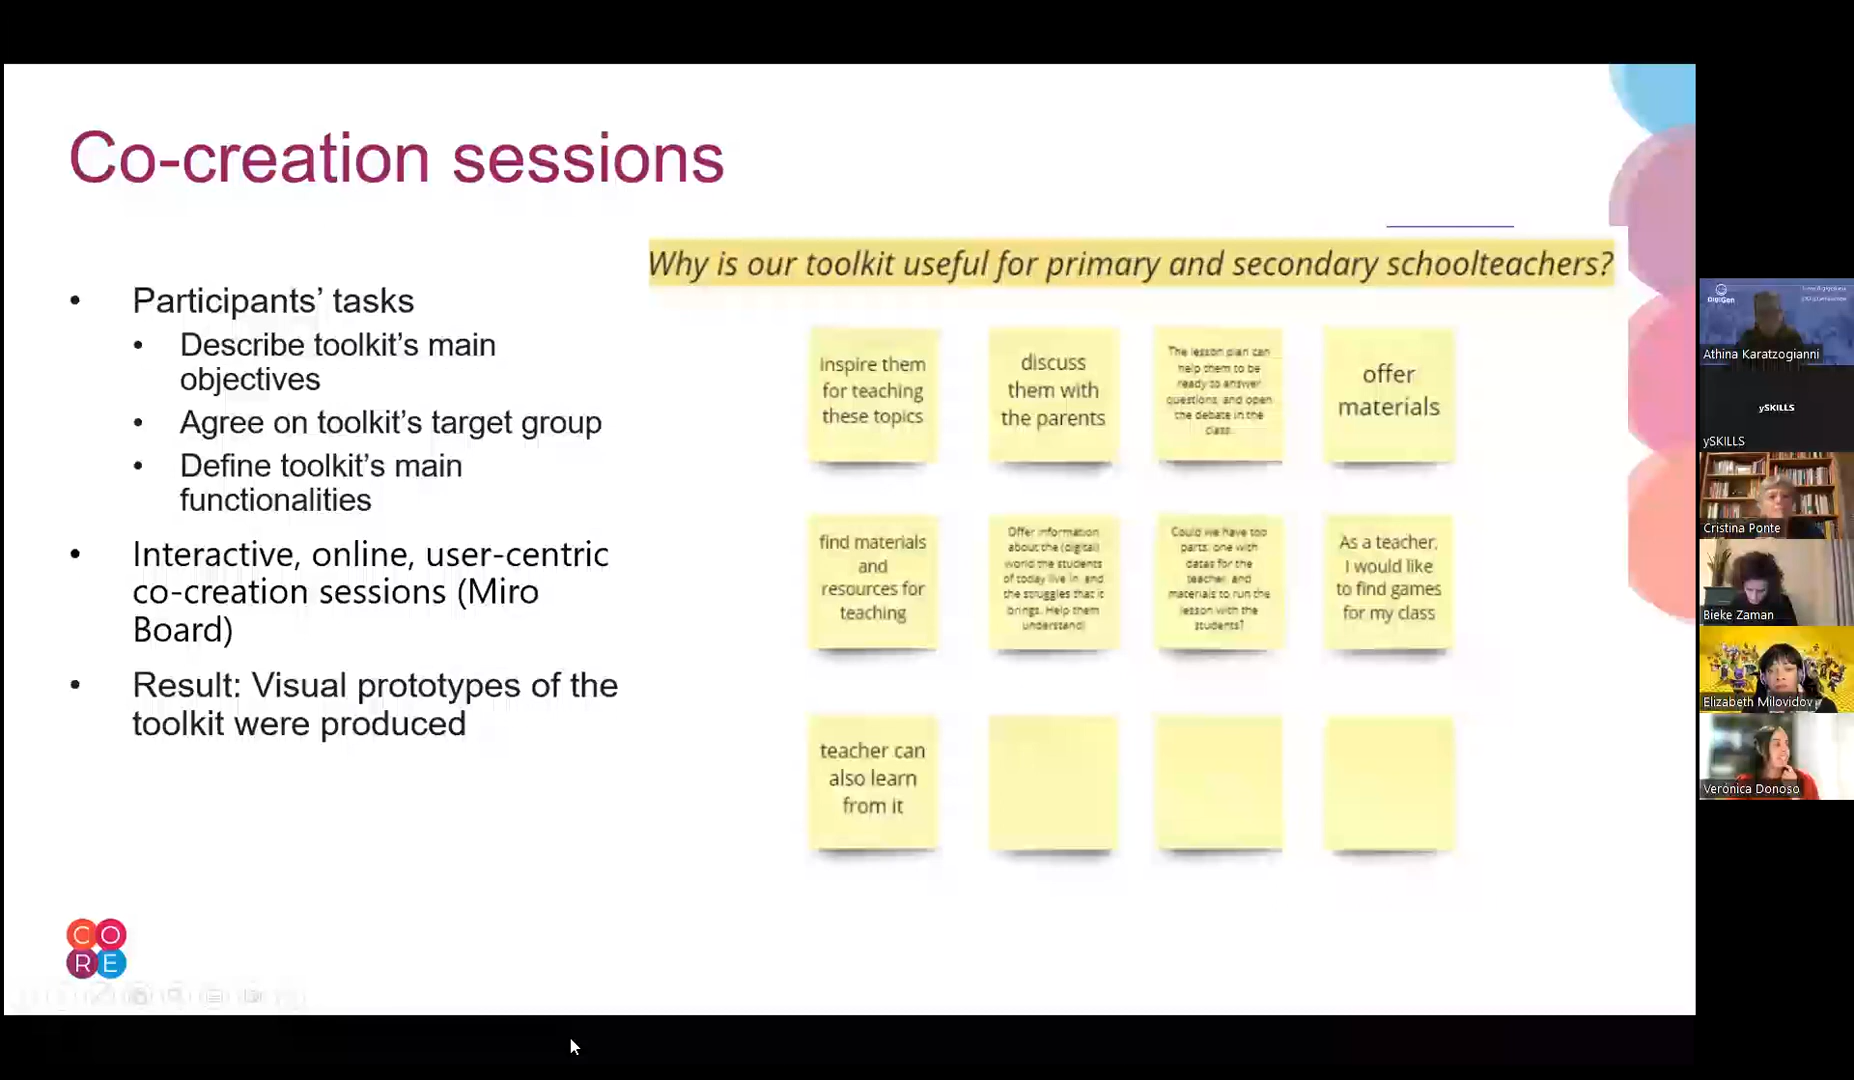 Co-creation sessions
Why is our toolkit useful for primary and secondary schoolteachers?
• Participants’ tasks
• Describe toolkit’s main
objectives
• Agree on toolkit’s target group
• Define toolkit’s main
functionalities
• Interactive, online, user-centric
co-creation sessions (Miro
Board)
• Result: Visual prototypes of the
toolkit were produced
inspire them
for teaching
these topics
discuss
them with
the parents
The lesson plan can
help them to be
ready to answer
questions, and open
the debate in the
class.
offer
materials
find materials
and
resources for
teaching
Offer information
about the (digital)
world the students
of today live in, and
the struggles that it
brings. Help them
understand!
Could we have too
parts: one with
datas for the
teacher, and
materials to run the
lesson with the
students?
As a teacher,
I would like
to find games
for my class
teacher can
also learn
from it
CO
RE
DigiGen
Athina Karatzogianni
ySKILLS
ySKILLS
Cristina Ponte
Bieke Zaman
Elizabeth Milovidov
Verónica Donoso